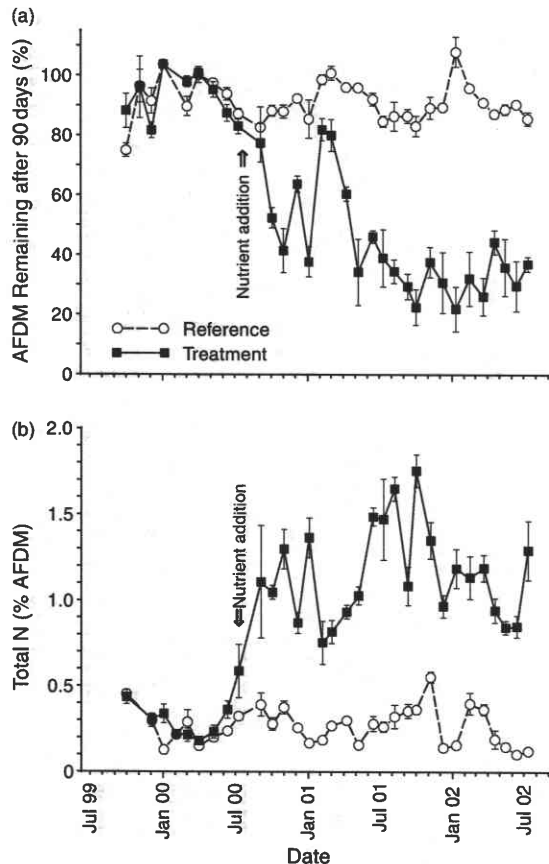 (a)
AFDM Remaining after 90 days (%)
100
80
60
40
20
0
Nutrient addition
Reference
Treatment
(b)
Total N (% AFDM)
2.0
1.5
1.0
0.5
0
Nutrient addition
Jul 99
Jan 00
Jul 00
Jan 01
Jul 01
Jan 02
Jul 02
Date